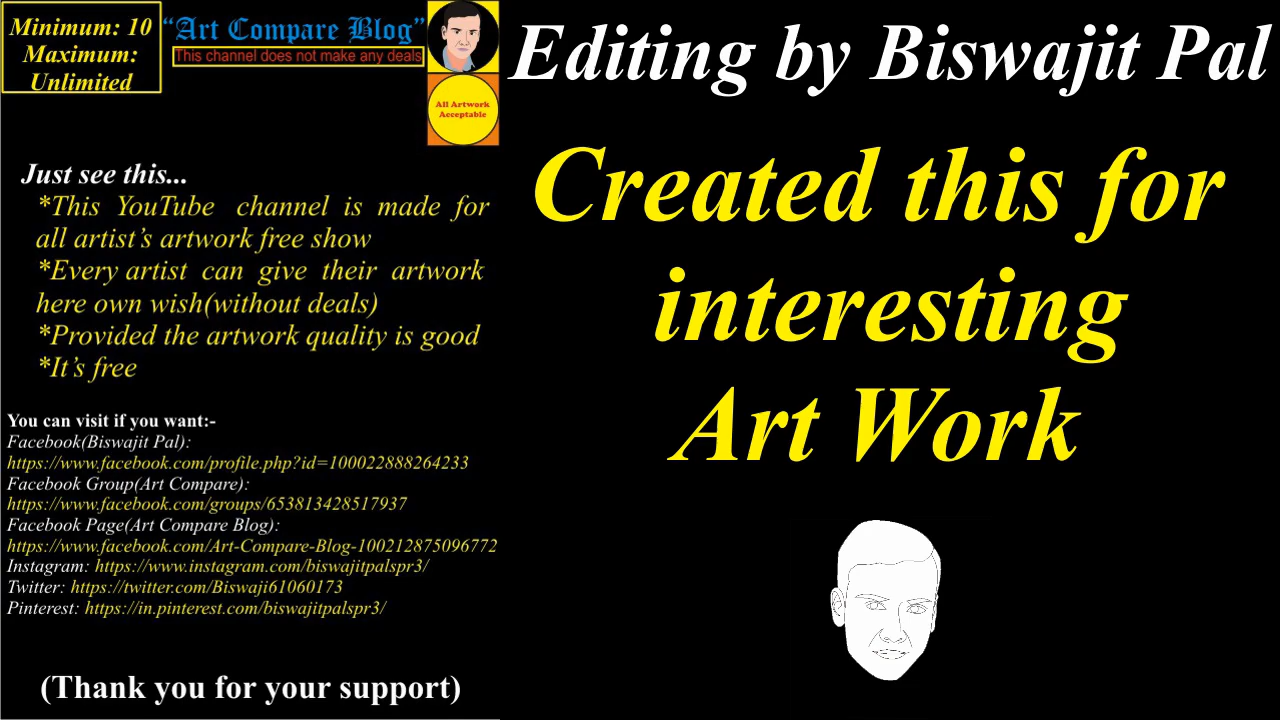 Minimum: 10
Maximum:
Unlimited
“Art Compare Blog”
This channel does not make any deals
All Artwork
Acceptable
Editing by Biswajit Pal
Created this for
interesting
Art Work
Just see this...
*This YouTube channel is made for
all artist’s artwork free show
*Every artist can give their artwork
here own wish(without deals)
*Provided the artwork quality is good
*It’s free
You can visit if you want:-
Facebook(Biswajit Pal):
https://www.facebook.com/profile.php?id=100022888264233
Facebook Group(Art Compare):
https://www.facebook.com/groups/653813428517937
Facebook Page(Art Compare Blog):
https://www.facebook.com/Art-Compare-Blog-100212875096772
Instagram: https://www.instagram.com/biswajitpalspr3/
Twitter: https://twitter.com/Biswaji61060173
Pinterest: https://in.pinterest.com/biswajitpalspr3/
(Thank you for your support)